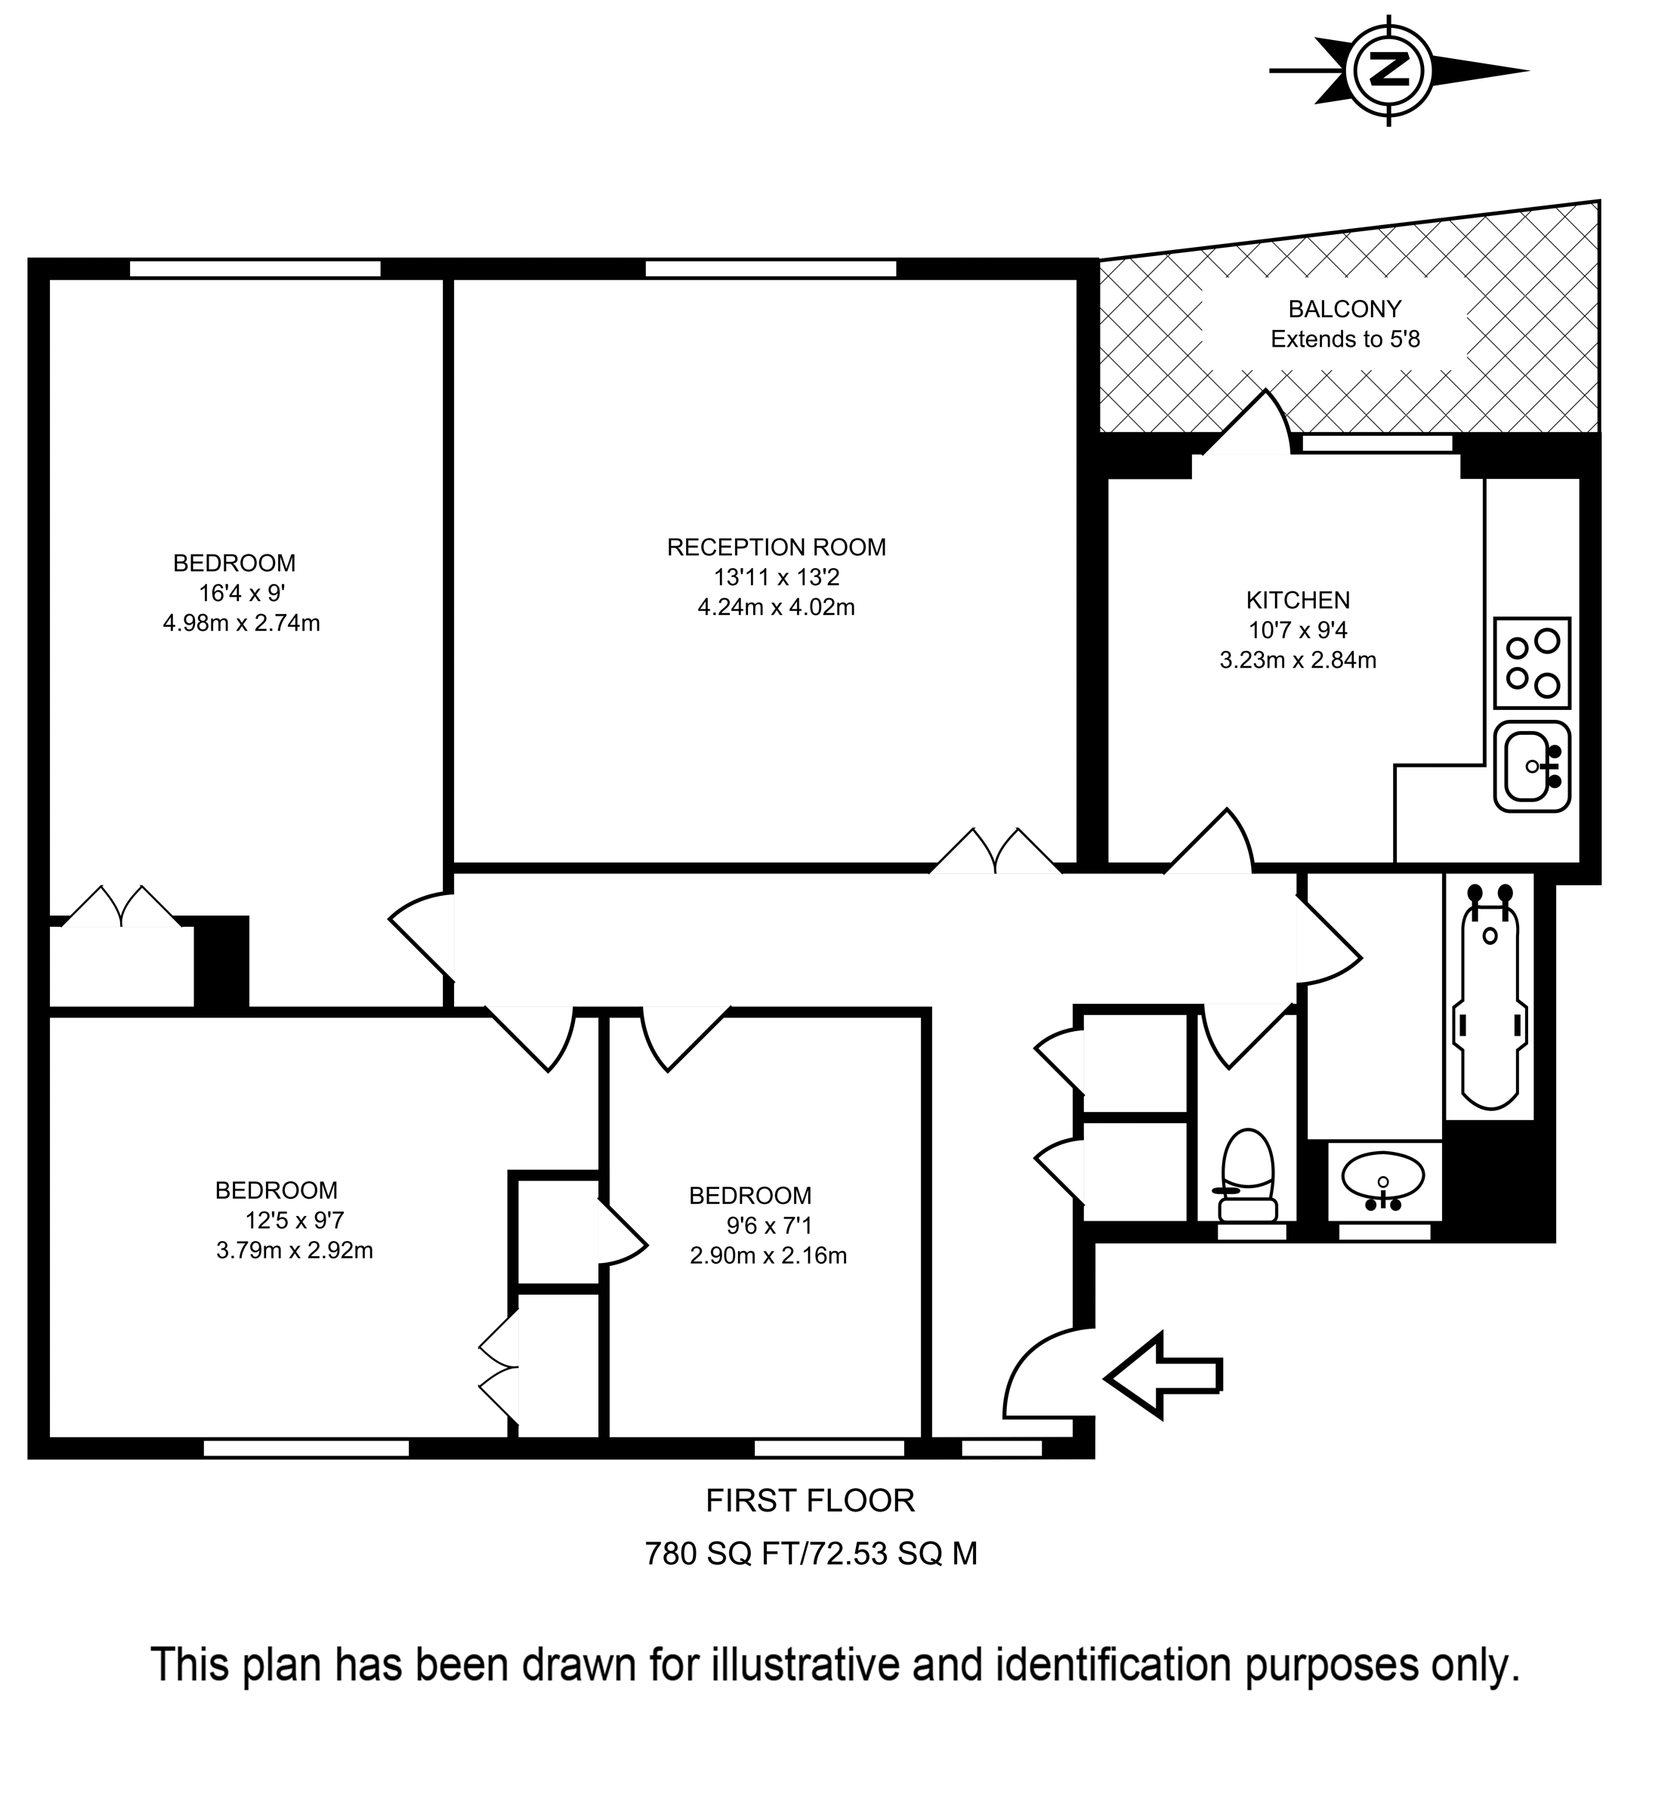 N
BALCONY
Extends to 5'8
BEDROOM
16'4 x 9'
4.98m x 2.74m
RECEPTION ROOM
13'11 x 13'2
4.24m x 4.02m
KITCHEN
10'7 x 9'4
3.23m x 2.84m
BEDROOM
12'5 x 9'7
3.79m x 2.92m
BEDROOM
9'6 x 7'1
2.90m x 2.16m
FIRST FLOOR
780 SQ FT/72.53 SQ M
This plan has been drawn for illustrative and identification purposes only.